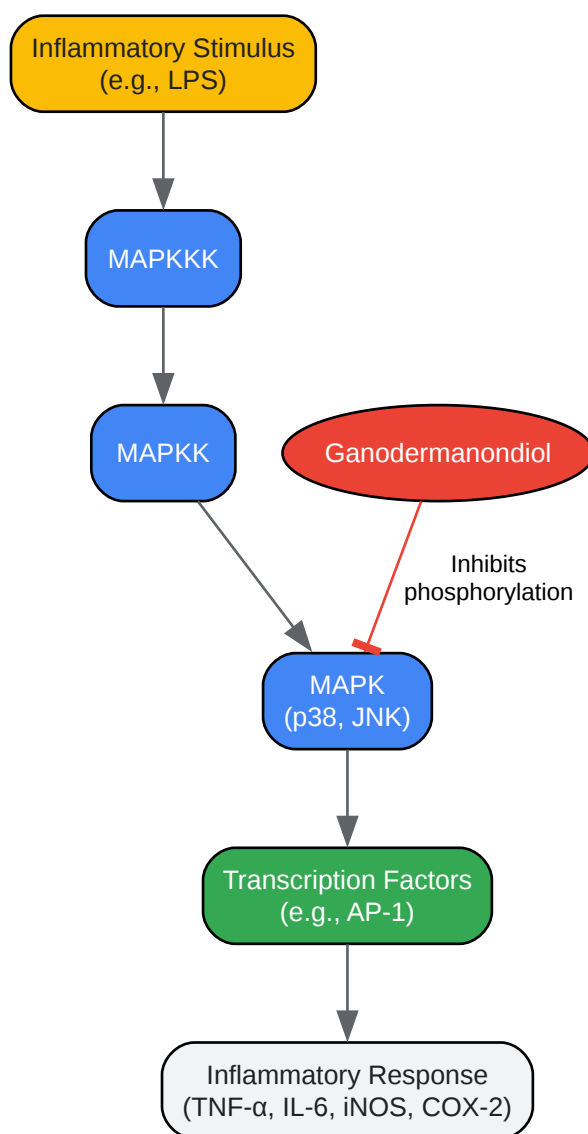 Inflammatory Stimulus
(e.g., LPS)
MAPKKK
MAPKK
Ganodermanondiol
Inhibits
phosphorylation
MAPK
(p38, JNK)
Transcription Factors
(e.g., AP-1)
Inflammatory Response
(TNF-α, IL-6, iNOS, COX-2)